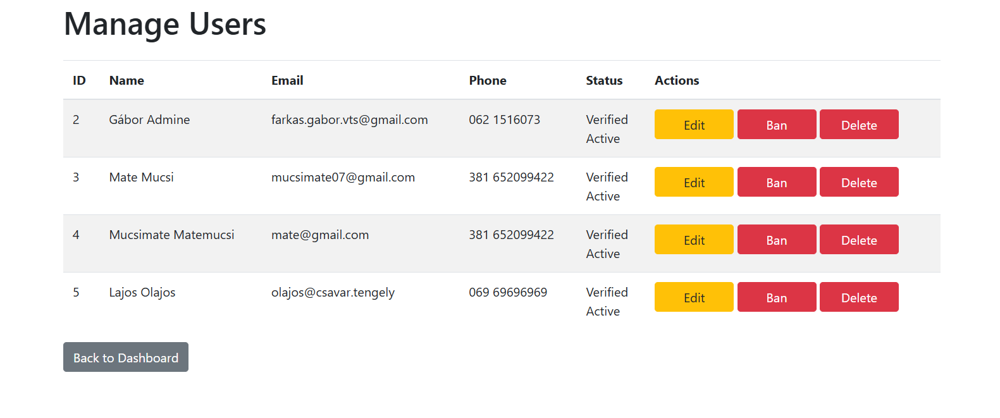 Manage Users
ID Name Email Phone Status Actions
2 Gábor Admine farkas.gabor.vts@gmail.com 062 1516073 Verified Edit Ban Delete
Active
3 Mate Mucsi mucsimate07@gmail.com 381 652099422 Verified Edit Ban Delete
Active
4 Mucsimate Matemucsi mate@gmail.com 381 652099422 Verified Edit Ban Delete
Active
5 Lajos Olajos olajos@csavar.tengely 069 69696969 Verified Edit Ban Delete
Active
Back to Dashboard